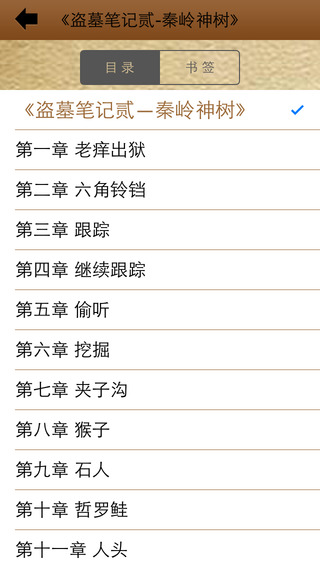 《盗墓笔记贰-秦岭神树》
目录 书签
《盗墓笔记贰—秦岭神树》
第一章 老痒出狱
第二章 六角铃铛
第三章 跟踪
第四章 继续跟踪
第五章 偷听
第六章 挖掘
第七章 夹子沟
第八章 猴子
第九章 石人
第十章 哲罗鲑
第十一章 人头